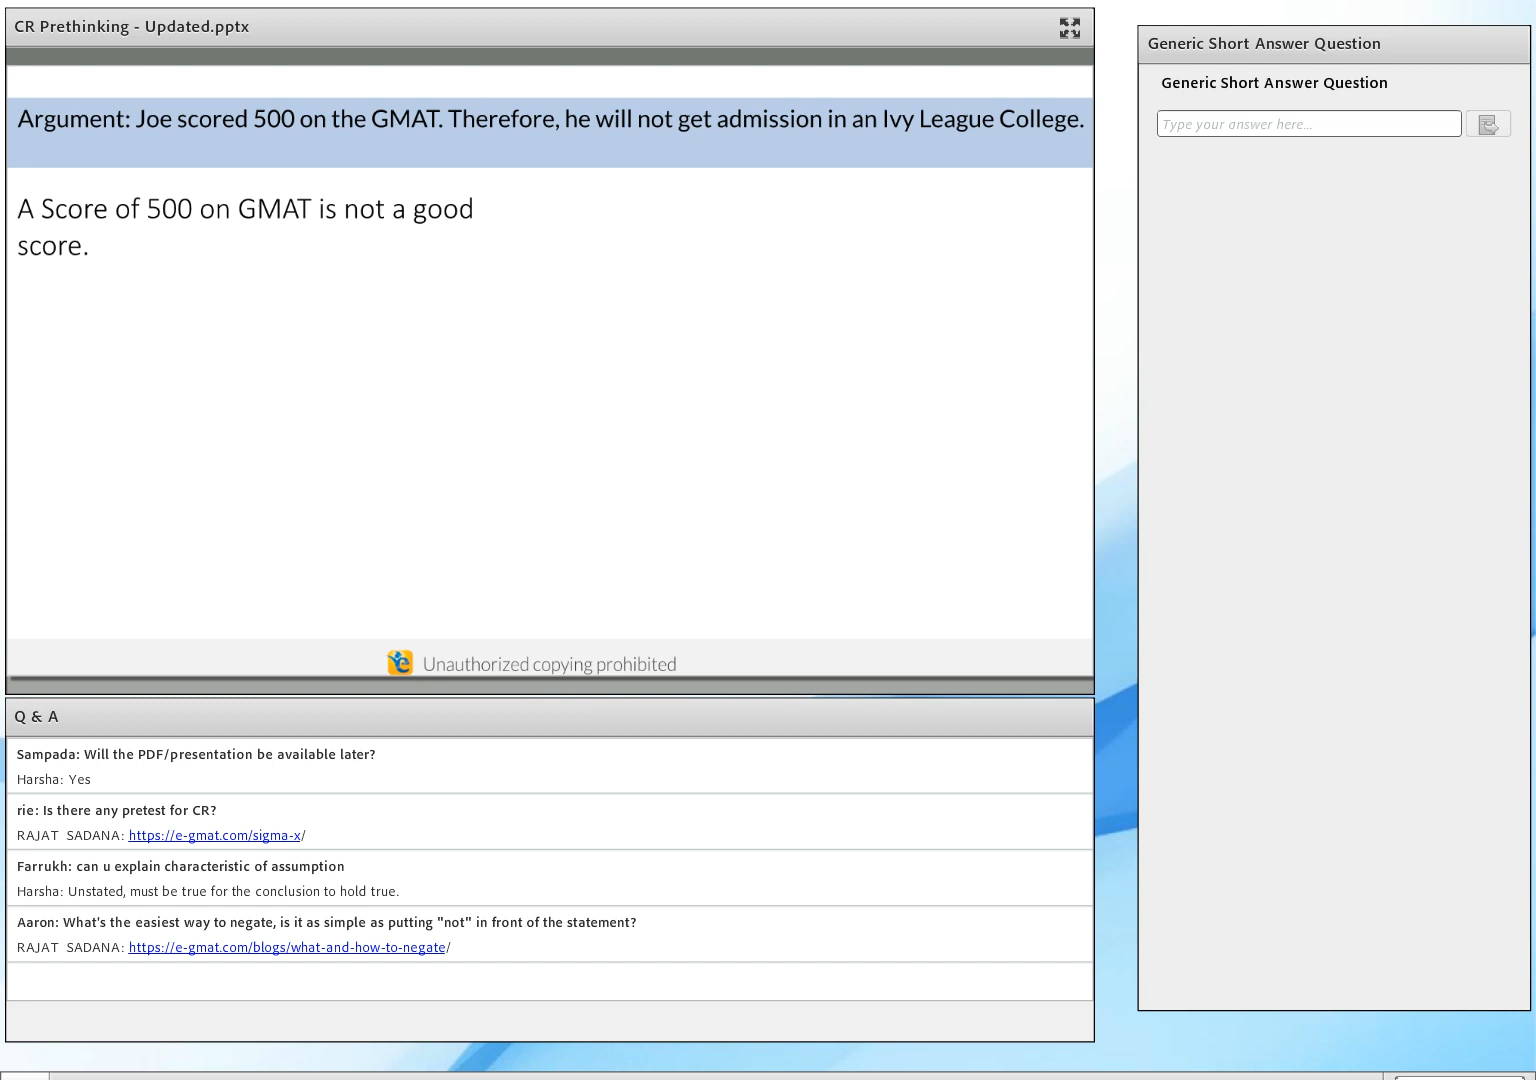 CR Prethinking - Updated.pptx
Argument: Joe scored 500 on the GMAT. Therefore, he will not get admission in an Ivy League College.
A Score of 500 on GMAT is not a good
score.
Unauthorized copying prohibited
Q & A
Sampada: Will the PDF/presentation be available later?
Harsha: Yes
rie: Is there any pretest for CR?
RAJAT SADANA: https://e-gmat.com/sigma-x/
Farrukh: can u explain characteristic of assumption
Harsha: Unstated, must be true for the conclusion to hold true.
Aaron: What's the easiest way to negate, is it as simple as putting "not" in front of the statement?
RAJAT SADANA: https://e-gmat.com/blogs/what-and-how-to-negate/
Generic Short Answer Question
Generic Short Answer Question
Type your answer here...